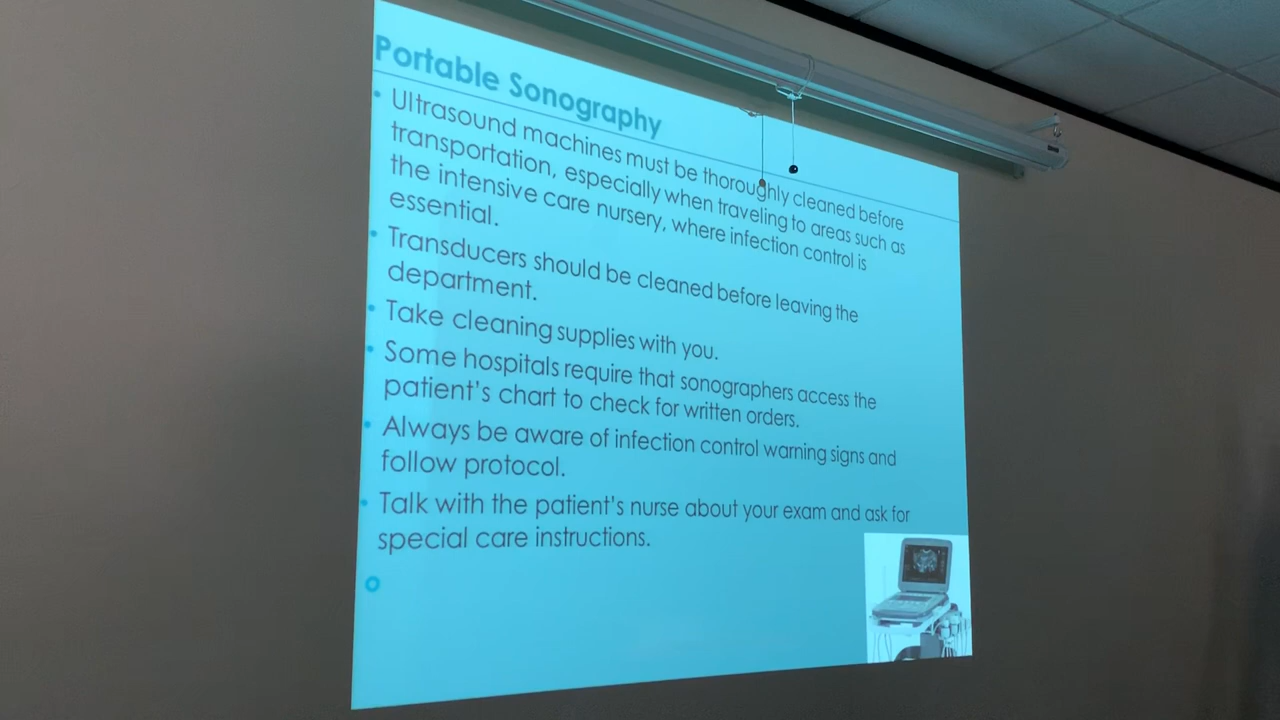 Portable Sonography
• Ultrasound machines must be thoroughly cleaned before
transportation, especially when traveling to areas such as
the intensive care nursery, where infection control is
essential.
• Transducers should be cleaned before leaving the
department.
• Take cleaning supplies with you.
• Some hospitals require that sonographers access the
patient's chart to check for written orders.
• Always be aware of infection control warning signs and
follow protocol.
• Talk with the patient's nurse about your exam and ask for
special care instructions.